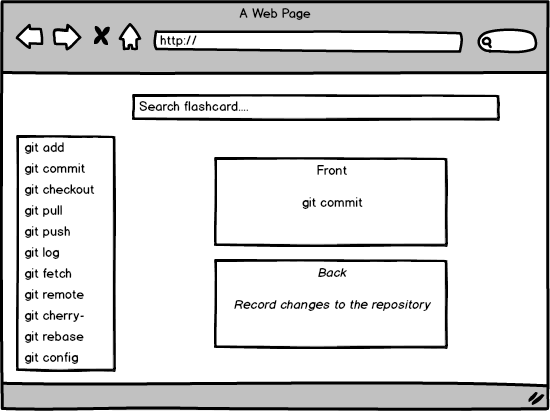 A Web Page
http://
Search flashcard....
git add
git commit
git checkout
git pull
git push
git log
git fetch
git remote
git cherry-
git rebase
git config
Front
git commit
Back
Record changes to the repository